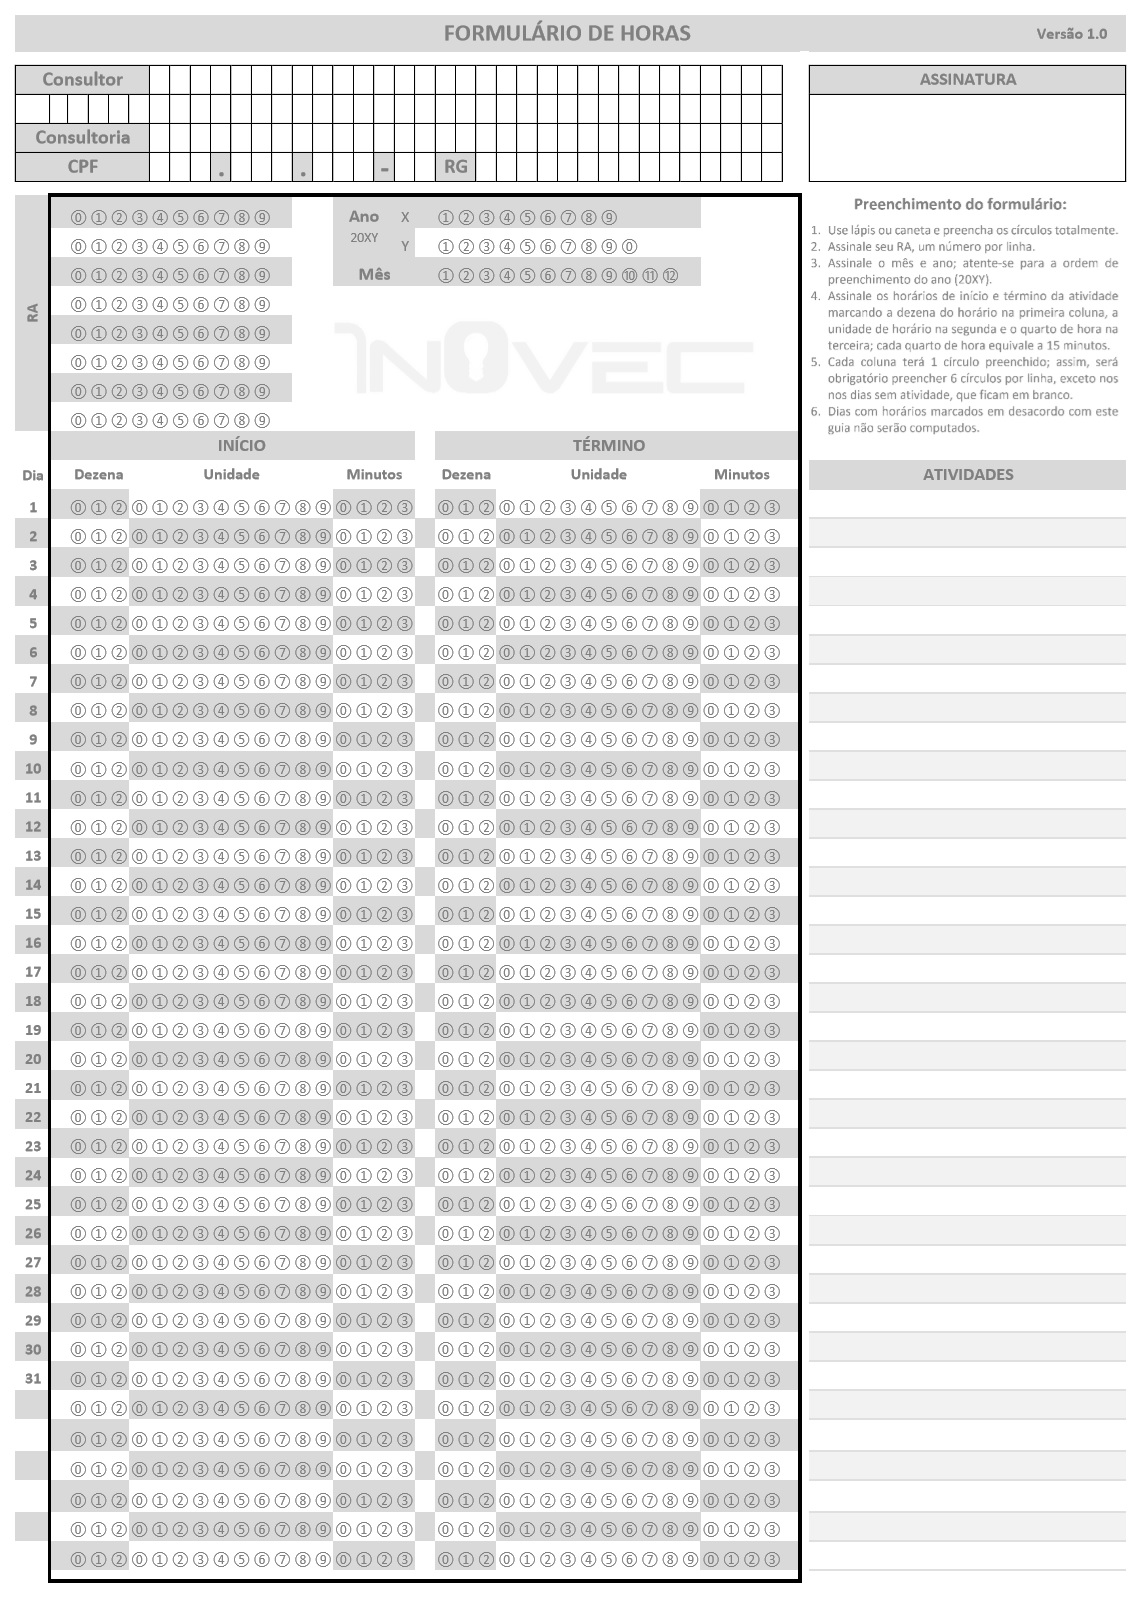 FORMULÁRIO DE HORAS
Versão 1.0
Consultor
Consultoria
CPF . . - RG
ASSINATURA
RA
⓪①②③④⑤⑥⑦⑧⑨ Ano X ①②③④⑤⑥⑦⑧⑨
⓪①②③④⑤⑥⑦⑧⑨ 20XY Y ①②③④⑤⑥⑦⑧⑨⓪
⓪①②③④⑤⑥⑦⑧⑨ Mês ①②③④⑤⑥⑦⑧⑨⑩⑪⑫
⓪①②③④⑤⑥⑦⑧⑨
⓪①②③④⑤⑥⑦⑧⑨
⓪①②③④⑤⑥⑦⑧⑨
⓪①②③④⑤⑥⑦⑧⑨
⓪①②③④⑤⑥⑦⑧⑨
INOVEC
Preenchimento do formulário:
1. Use lápis ou caneta e preencha os círculos totalmente.
2. Assinale seu RA, um número por linha.
3. Assinale o mês e ano; atente-se para a ordem de
preenchimento do ano (20XY).
4. Assinale os horários de início e término da atividade
marcando a dezena do horário na primeira coluna, a
unidade de horário na segunda e o quarto de hora na
terceira; cada quarto de hora equivale a 15 minutos.
5. Cada coluna terá 1 círculo preenchido; assim, será
obrigatório preencher 6 círculos por linha, exceto nos
nos dias sem atividade, que ficam em branco.
6. Dias com horários marcados em desacordo com este
guia não serão computados.
INÍCIO TÉRMINO
Dia Dezena Unidade Minutos Dezena Unidade Minutos
ATIVIDADES
1 ⓪①② ⓪①②③④⑤⑥⑦⑧⑨ ⓪①②③ ⓪①② ⓪①②③④⑤⑥⑦⑧⑨ ⓪①②③
2 ⓪①② ⓪①②③④⑤⑥⑦⑧⑨ ⓪①②③ ⓪①② ⓪①②③④⑤⑥⑦⑧⑨ ⓪①②③
3 ⓪①② ⓪①②③④⑤⑥⑦⑧⑨ ⓪①②③ ⓪①② ⓪①②③④⑤⑥⑦⑧⑨ ⓪①②③
4 ⓪①② ⓪①②③④⑤⑥⑦⑧⑨ ⓪①②③ ⓪①② ⓪①②③④⑤⑥⑦⑧⑨ ⓪①②③
5 ⓪①② ⓪①②③④⑤⑥⑦⑧⑨ ⓪①②③ ⓪①② ⓪①②③④⑤⑥⑦⑧⑨ ⓪①②③
6 ⓪①② ⓪①②③④⑤⑥⑦⑧⑨ ⓪①②③ ⓪①② ⓪①②③④⑤⑥⑦⑧⑨ ⓪①②③
7 ⓪①② ⓪①②③④⑤⑥⑦⑧⑨ ⓪①②③ ⓪①② ⓪①②③④⑤⑥⑦⑧⑨ ⓪①②③
8 ⓪①② ⓪①②③④⑤⑥⑦⑧⑨ ⓪①②③ ⓪①② ⓪①②③④⑤⑥⑦⑧⑨ ⓪①②③
9 ⓪①② ⓪①②③④⑤⑥⑦⑧⑨ ⓪①②③ ⓪①② ⓪①②③④⑤⑥⑦⑧⑨ ⓪①②③
10 ⓪①② ⓪①②③④⑤⑥⑦⑧⑨ ⓪①②③ ⓪①② ⓪①②③④⑤⑥⑦⑧⑨ ⓪①②③
11 ⓪①② ⓪①②③④⑤⑥⑦⑧⑨ ⓪①②③ ⓪①② ⓪①②③④⑤⑥⑦⑧⑨ ⓪①②③
12 ⓪①② ⓪①②③④⑤⑥⑦⑧⑨ ⓪①②③ ⓪①② ⓪①②③④⑤⑥⑦⑧⑨ ⓪①②③
13 ⓪①② ⓪①②③④⑤⑥⑦⑧⑨ ⓪①②③ ⓪①② ⓪①②③④⑤⑥⑦⑧⑨ ⓪①②③
14 ⓪①② ⓪①②③④⑤⑥⑦⑧⑨ ⓪①②③ ⓪①② ⓪①②③④⑤⑥⑦⑧⑨ ⓪①②③
15 ⓪①② ⓪①②③④⑤⑥⑦⑧⑨ ⓪①②③ ⓪①② ⓪①②③④⑤⑥⑦⑧⑨ ⓪①②③
16 ⓪①② ⓪①②③④⑤⑥⑦⑧⑨ ⓪①②③ ⓪①② ⓪①②③④⑤⑥⑦⑧⑨ ⓪①②③
17 ⓪①② ⓪①②③④⑤⑥⑦⑧⑨ ⓪①②③ ⓪①② ⓪①②③④⑤⑥⑦⑧⑨ ⓪①②③
18 ⓪①② ⓪①②③④⑤⑥⑦⑧⑨ ⓪①②③ ⓪①② ⓪①②③④⑤⑥⑦⑧⑨ ⓪①②③
19 ⓪①② ⓪①②③④⑤⑥⑦⑧⑨ ⓪①②③ ⓪①② ⓪①②③④⑤⑥⑦⑧⑨ ⓪①②③
20 ⓪①② ⓪①②③④⑤⑥⑦⑧⑨ ⓪①②③ ⓪①② ⓪①②③④⑤⑥⑦⑧⑨ ⓪①②③
21 ⓪①② ⓪①②③④⑤⑥⑦⑧⑨ ⓪①②③ ⓪①② ⓪①②③④⑤⑥⑦⑧⑨ ⓪①②③
22 ⓪①② ⓪①②③④⑤⑥⑦⑧⑨ ⓪①②③ ⓪①② ⓪①②③④⑤⑥⑦⑧⑨ ⓪①②③
23 ⓪①② ⓪①②③④⑤⑥⑦⑧⑨ ⓪①②③ ⓪①② ⓪①②③④⑤⑥⑦⑧⑨ ⓪①②③
24 ⓪①② ⓪①②③④⑤⑥⑦⑧⑨ ⓪①②③ ⓪①② ⓪①②③④⑤⑥⑦⑧⑨ ⓪①②③
25 ⓪①② ⓪①②③④⑤⑥⑦⑧⑨ ⓪①②③ ⓪①② ⓪①②③④⑤⑥⑦⑧⑨ ⓪①②③
26 ⓪①② ⓪①②③④⑤⑥⑦⑧⑨ ⓪①②③ ⓪①② ⓪①②③④⑤⑥⑦⑧⑨ ⓪①②③
27 ⓪①② ⓪①②③④⑤⑥⑦⑧⑨ ⓪①②③ ⓪①② ⓪①②③④⑤⑥⑦⑧⑨ ⓪①②③
28 ⓪①② ⓪①②③④⑤⑥⑦⑧⑨ ⓪①②③ ⓪①② ⓪①②③④⑤⑥⑦⑧⑨ ⓪①②③
29 ⓪①② ⓪①②③④⑤⑥⑦⑧⑨ ⓪①②③ ⓪①② ⓪①②③④⑤⑥⑦⑧⑨ ⓪①②③
30 ⓪①② ⓪①②③④⑤⑥⑦⑧⑨ ⓪①②③ ⓪①② ⓪①②③④⑤⑥⑦⑧⑨ ⓪①②③
31 ⓪①② ⓪①②③④⑤⑥⑦⑧⑨ ⓪①②③ ⓪①② ⓪①②③④⑤⑥⑦⑧⑨ ⓪①②③
⓪①② ⓪①②③④⑤⑥⑦⑧⑨ ⓪①②③ ⓪①② ⓪①②③④⑤⑥⑦⑧⑨ ⓪①②③
⓪①② ⓪①②③④⑤⑥⑦⑧⑨ ⓪①②③ ⓪①② ⓪①②③④⑤⑥⑦⑧⑨ ⓪①②③
⓪①② ⓪①②③④⑤⑥⑦⑧⑨ ⓪①②③ ⓪①② ⓪①②③④⑤⑥⑦⑧⑨ ⓪①②③
⓪①② ⓪①②③④⑤⑥⑦⑧⑨ ⓪①②③ ⓪①② ⓪①②③④⑤⑥⑦⑧⑨ ⓪①②③
⓪①② ⓪①②③④⑤⑥⑦⑧⑨ ⓪①②③ ⓪①② ⓪①②③④⑤⑥⑦⑧⑨ ⓪①②③
⓪①② ⓪①②③④⑤⑥⑦⑧⑨ ⓪①②③ ⓪①② ⓪①②③④⑤⑥⑦⑧⑨ ⓪①②③